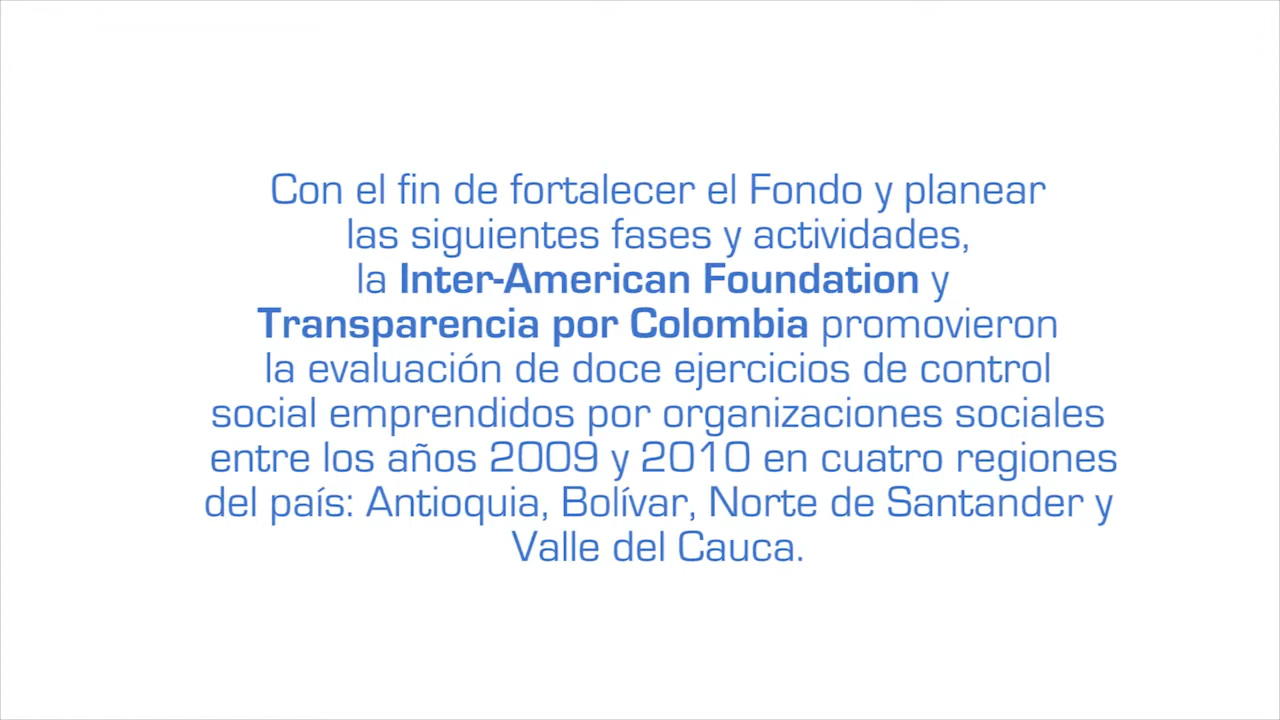 Con el fin de fortalecer el Fondo y planear
las siguientes fases y actividades,
la Inter-American Foundation y
Transparencia por Colombia promovieron
la evaluación de doce ejercicios de control
social emprendidos por organizaciones sociales
entre los años 2009 y 2010 en cuatro regiones
del país: Antioquia, Bolívar, Norte de Santander y
Valle del Cauca.